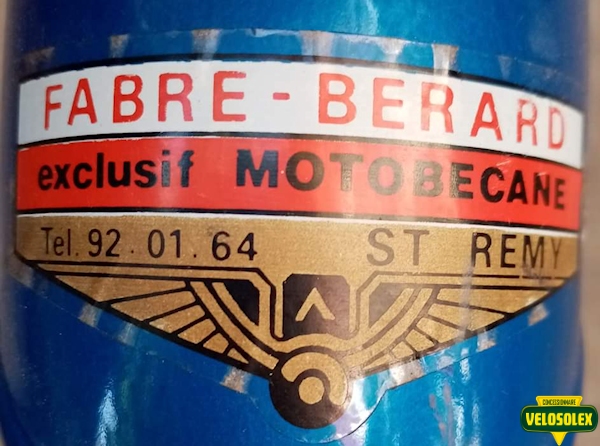 FABRE - BERARD
exclusif MOTOBECANE
Tel. 92 . 01 . 64 ST REMY
CONCESSIONNAIRE
VELOSOLEX